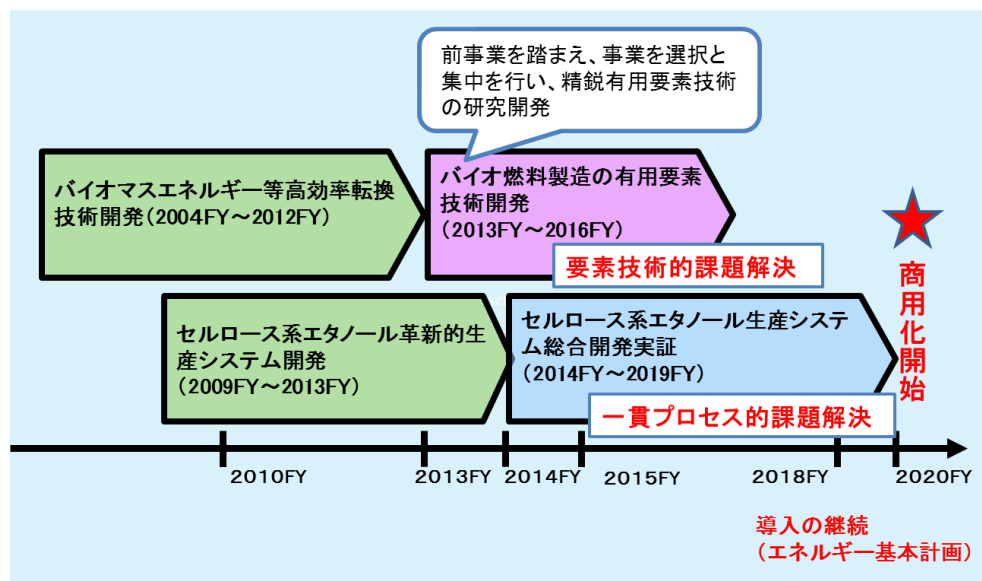 前事業を踏まえ、事業を選択と
集中を行い、精鋭有用要素技術
の研究開発
バイオマスエネルギー等高効率転換
技術開発（2004FY～2012FY）
バイオ燃料製造の有用要素
技術開発
（2013FY～2016FY）
要素技術的課題解決
セルロース系エタノール革新的生
産システム開発
（2009FY～2013FY）
セルロース系エタノール生産システ
ム総合開発実証
（2014FY～2019FY）
一貫プロセス的課題解決
商用化開始
2010FY
2013FY
2014FY
2015FY
2018FY
2020FY
導入の継続
（エネルギー基本計画）